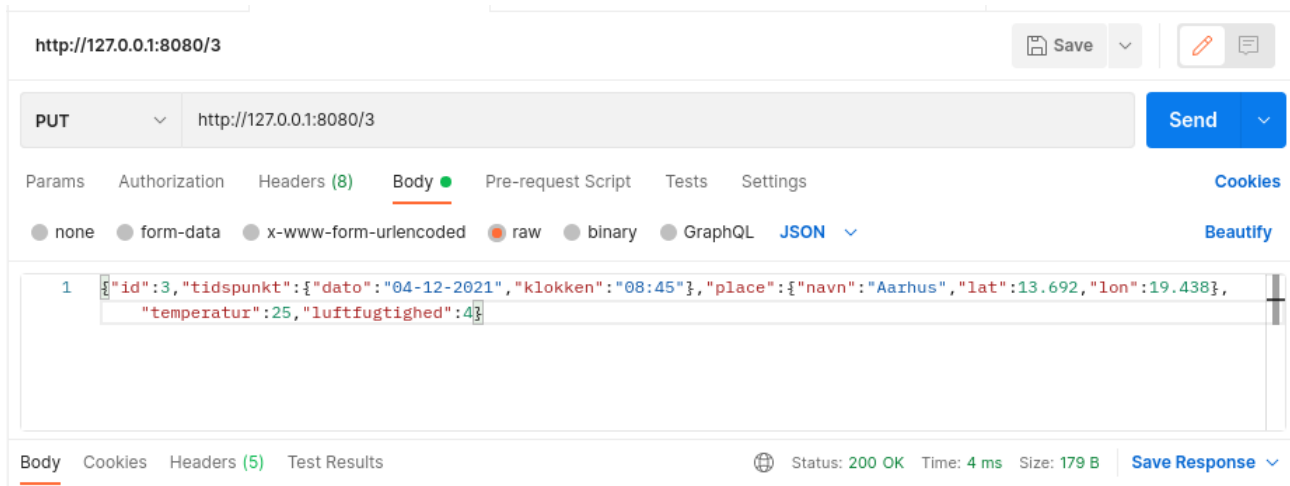 http://127.0.0.1:8080/3 Save
PUT http://127.0.0.1:8080/3 Send
Params Authorization Headers (8) Body Pre-request Script Tests Settings Cookies
none form-data x-www-form-urlencoded raw binary GraphQL JSON Beautify
1 {"id":3,"tidspunkt":{"dato":"04-12-2021","klokken":"08:45"},"place":{"navn":"Aarhus","lat":13.692,"lon":19.438},
"temperatur":25,"luftfugtighed":4}
Body Cookies Headers (5) Test Results Status: 200 OK Time: 4 ms Size: 179 B Save Response